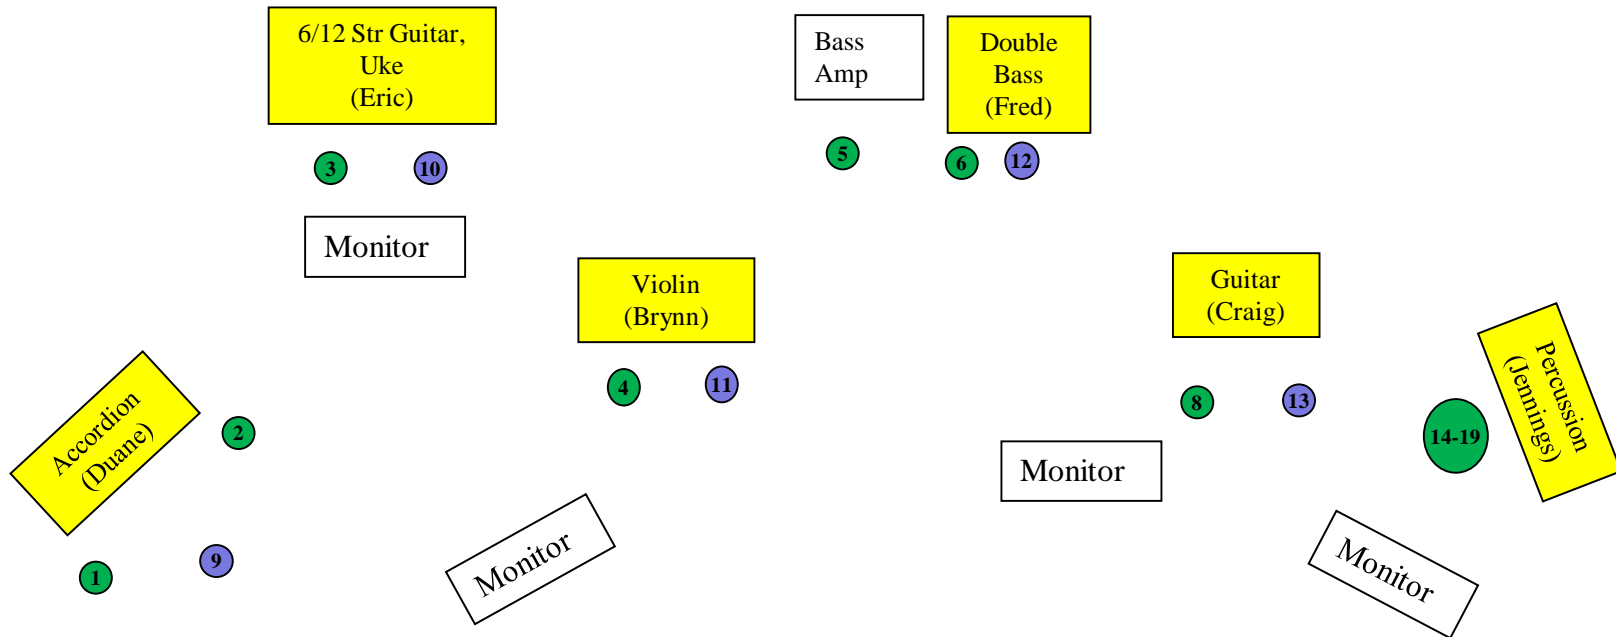 6/12 Str Guitar,
Uke
(Eric)
Bass
Amp
Double
Bass
(Fred)
3
10
5
6
12
Monitor
Violin
(Brynn)
Guitar
(Craig)
Percussion
(Jennings)
Accordion
(Duane)
4
11
8
13
2
14-19
Monitor
Monitor
Monitor
1
9